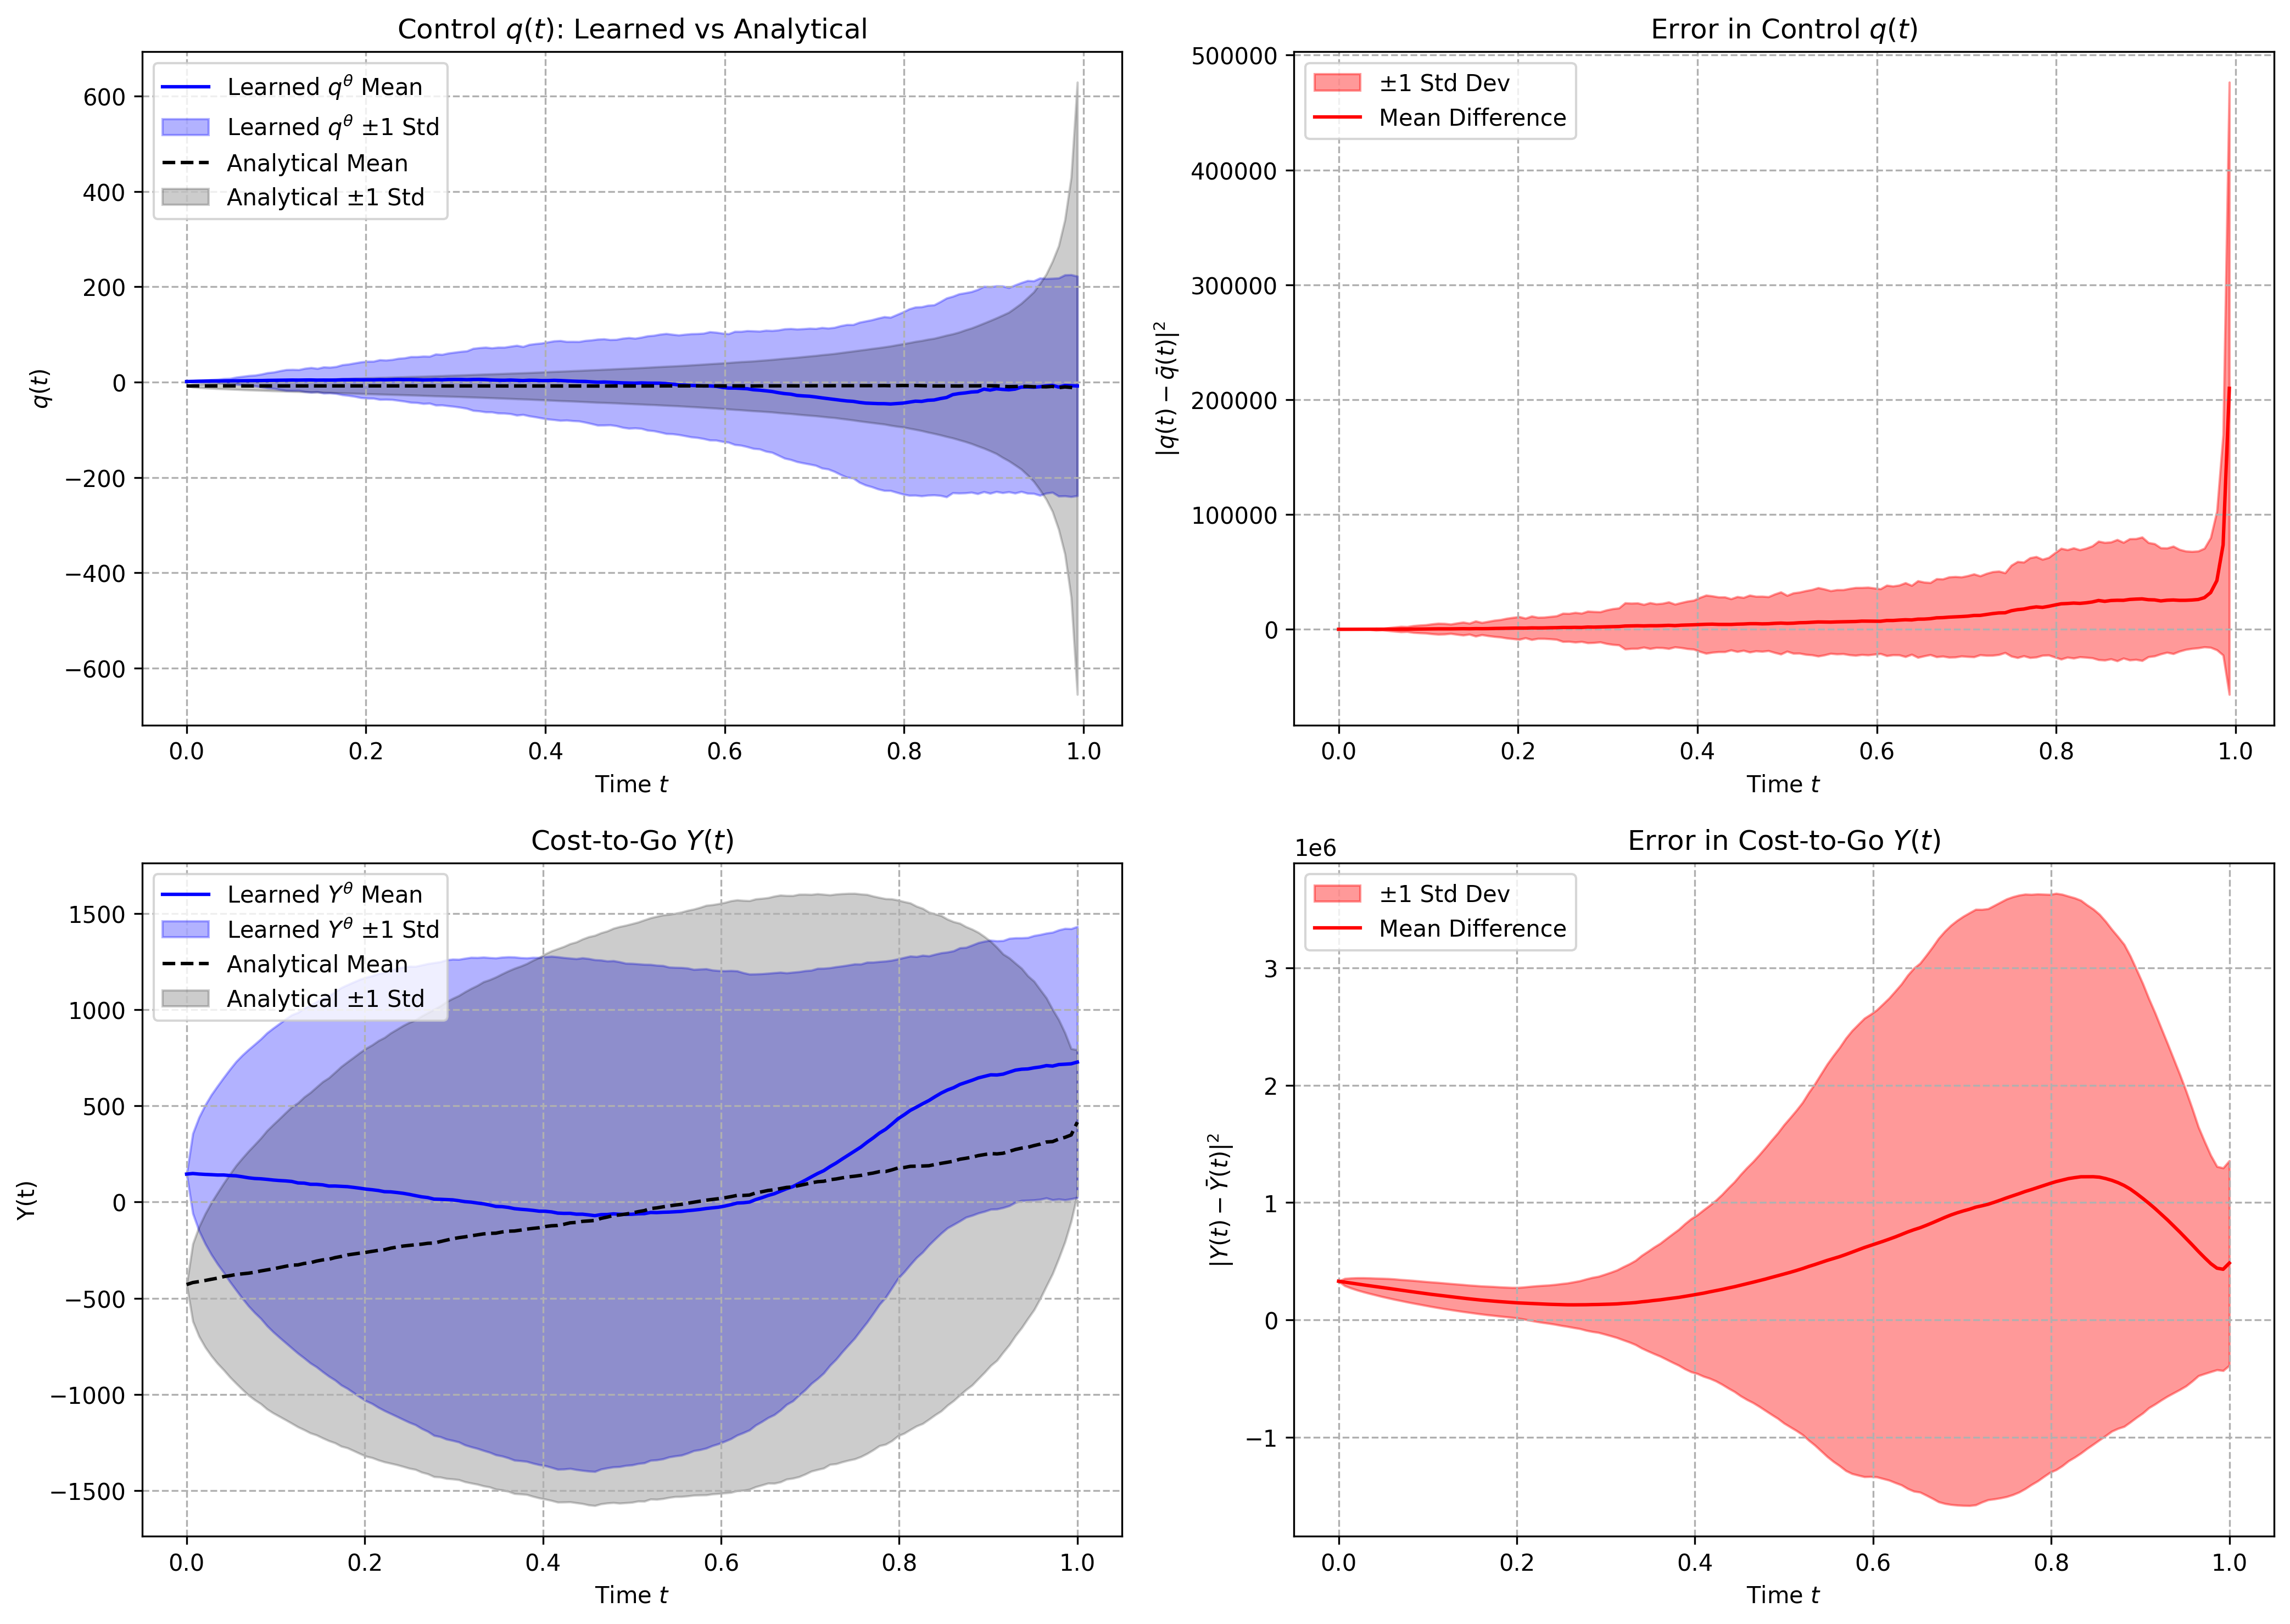 Control q(t): Learned vs Analytical
Learned q^θ Mean
Learned q^θ ±1 Std
Analytical Mean
Analytical ±1 Std
q(t)
600
400
200
0
−200
−400
−600
0.0 0.2 0.4 0.6 0.8 1.0
Time t
Error in Control q(t)
±1 Std Dev
Mean Difference
|q(t) − q̄(t)|²
500000
400000
300000
200000
100000
0
0.0 0.2 0.4 0.6 0.8 1.0
Time t
Cost-to-Go Y(t)
Learned Y^θ Mean
Learned Y^θ ±1 Std
Analytical Mean
Analytical ±1 Std
Y(t)
1500
1000
500
0
−500
−1000
−1500
0.0 0.2 0.4 0.6 0.8 1.0
Time t
Error in Cost-to-Go Y(t)
1e6
±1 Std Dev
Mean Difference
|Y(t) − Ȳ(t)|²
3
2
1
0
−1
0.0 0.2 0.4 0.6 0.8 1.0
Time t